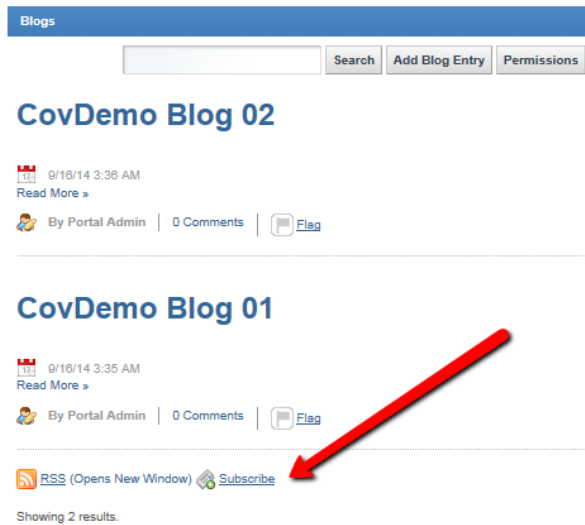 Blogs
Search Add Blog Entry Permissions
CovDemo Blog 02
12 9/16/14 3:36 AM
Read More »
By Portal Admin | 0 Comments | Flag
CovDemo Blog 01
12 9/16/14 3:35 AM
Read More »
By Portal Admin | 0 Comments | Flag
RSS (Opens New Window) Subscribe
Showing 2 results.